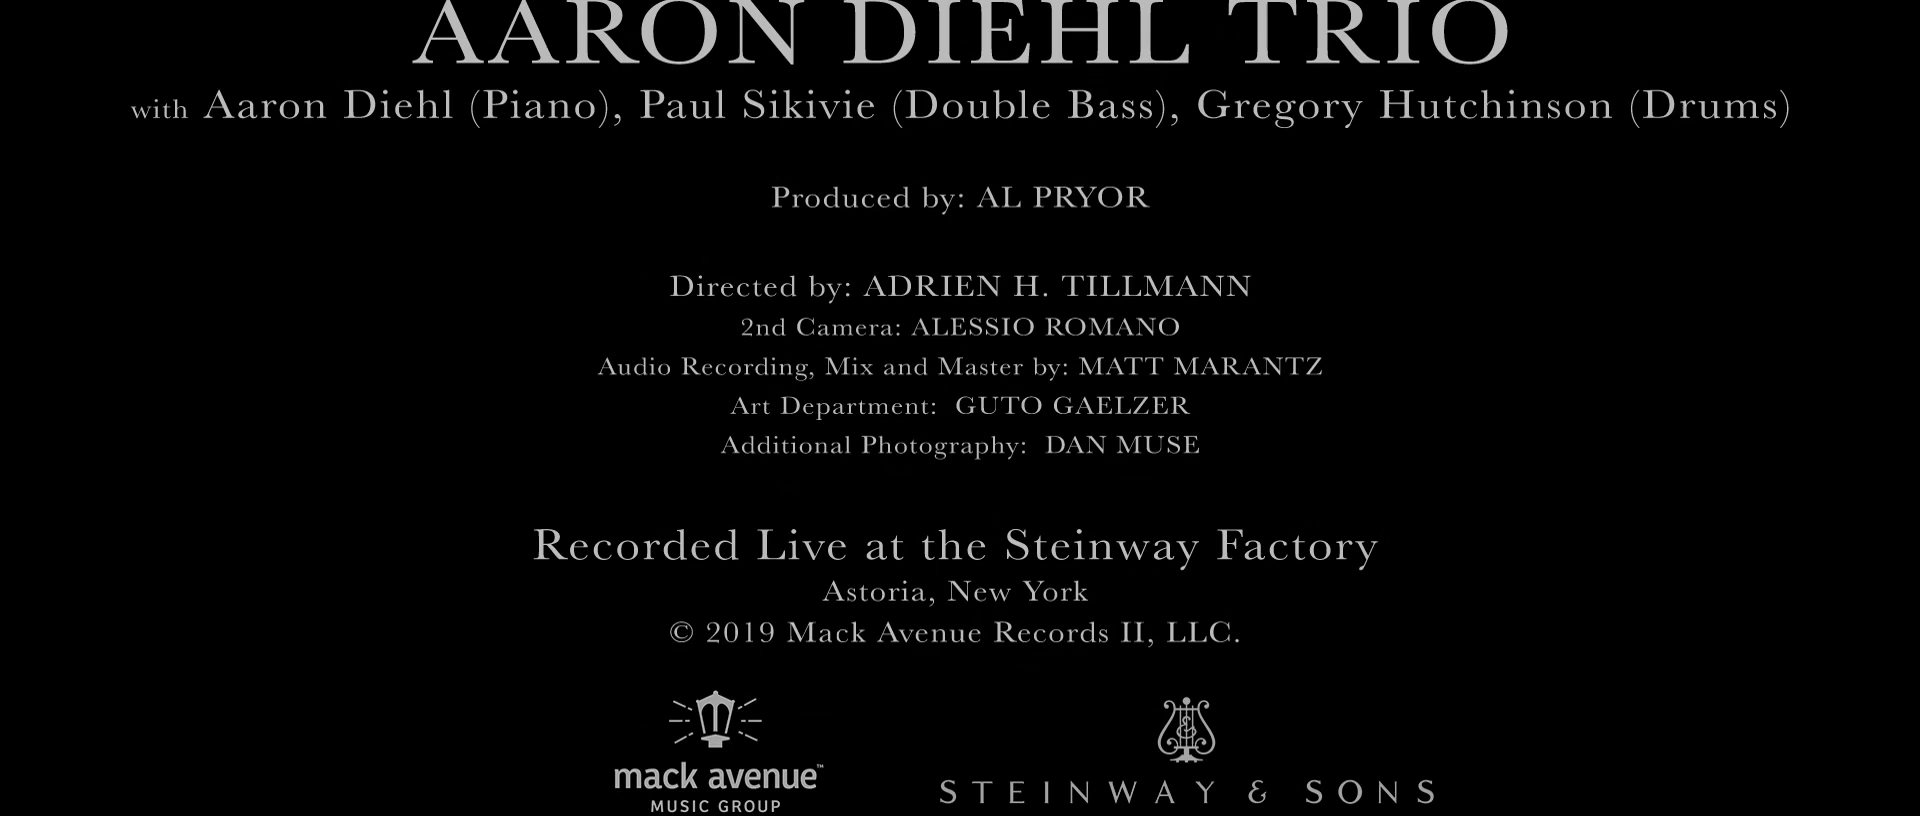 AARON DIEHL TRIO
with Aaron Diehl (Piano), Paul Sikivie (Double Bass), Gregory Hutchinson (Drums)
Produced by: AL PRYOR
Directed by: ADRIEN H. TILLMANN
2nd Camera: ALESSIO ROMANO
Audio Recording, Mix and Master by: MATT MARANTZ
Art Department: GUTO GAELZER
Additional Photography: DAN MUSE
Recorded Live at the Steinway Factory
Astoria, New York
© 2019 Mack Avenue Records II, LLC.
mack avenue™
MUSIC GROUP
STEINWAY & SONS